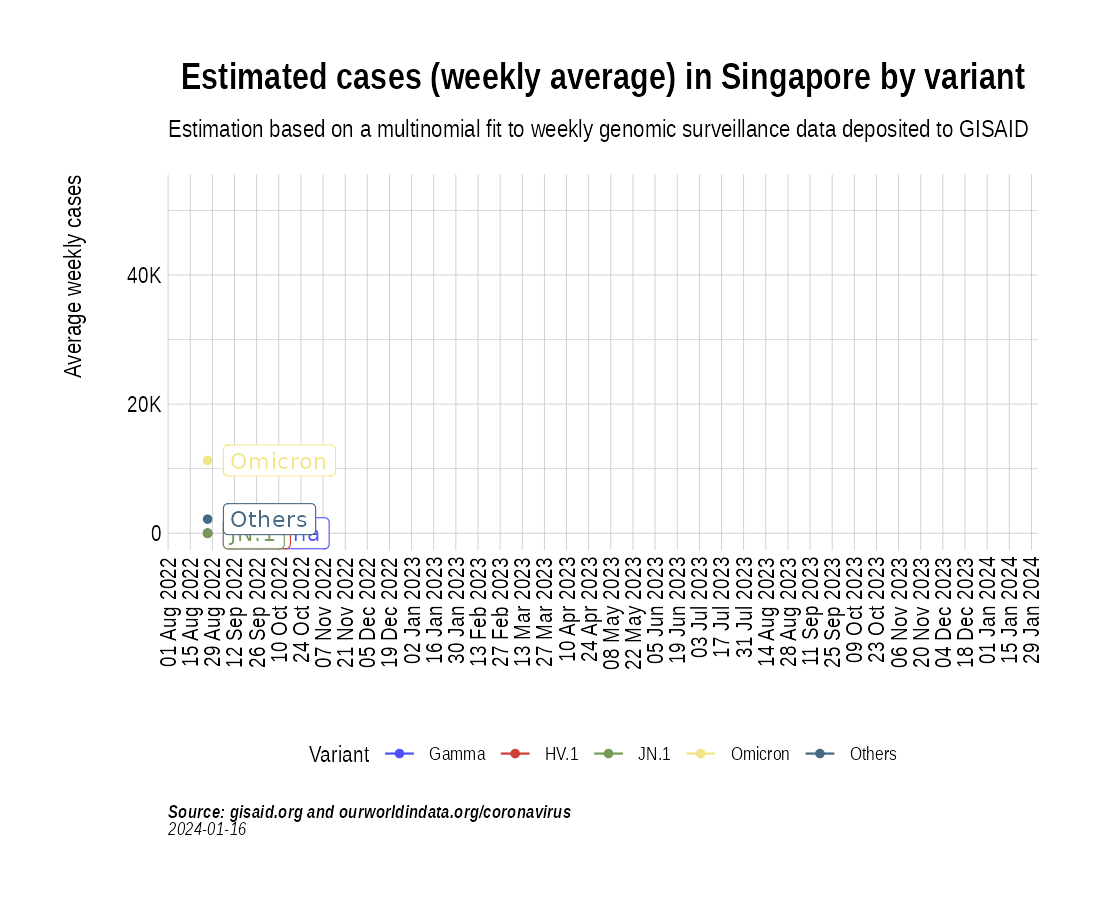 Estimated cases (weekly average) in Singapore by variant
Estimation based on a multinomial fit to weekly genomic surveillance data deposited to GISAID
Average weekly cases
40K
20K
0
Omicron
Others
JN.1
01 Aug 2022
15 Aug 2022
29 Aug 2022
12 Sep 2022
26 Sep 2022
10 Oct 2022
24 Oct 2022
07 Nov 2022
21 Nov 2022
05 Dec 2022
19 Dec 2022
02 Jan 2023
16 Jan 2023
30 Jan 2023
13 Feb 2023
27 Feb 2023
13 Mar 2023
27 Mar 2023
10 Apr 2023
24 Apr 2023
08 May 2023
22 May 2023
05 Jun 2023
19 Jun 2023
03 Jul 2023
17 Jul 2023
31 Jul 2023
14 Aug 2023
28 Aug 2023
11 Sep 2023
25 Sep 2023
09 Oct 2023
23 Oct 2023
06 Nov 2023
20 Nov 2023
04 Dec 2023
18 Dec 2023
01 Jan 2024
15 Jan 2024
29 Jan 2024
Variant Gamma HV.1 JN.1 Omicron Others
Source: gisaid.org and ourworldindata.org/coronavirus
2024-01-16